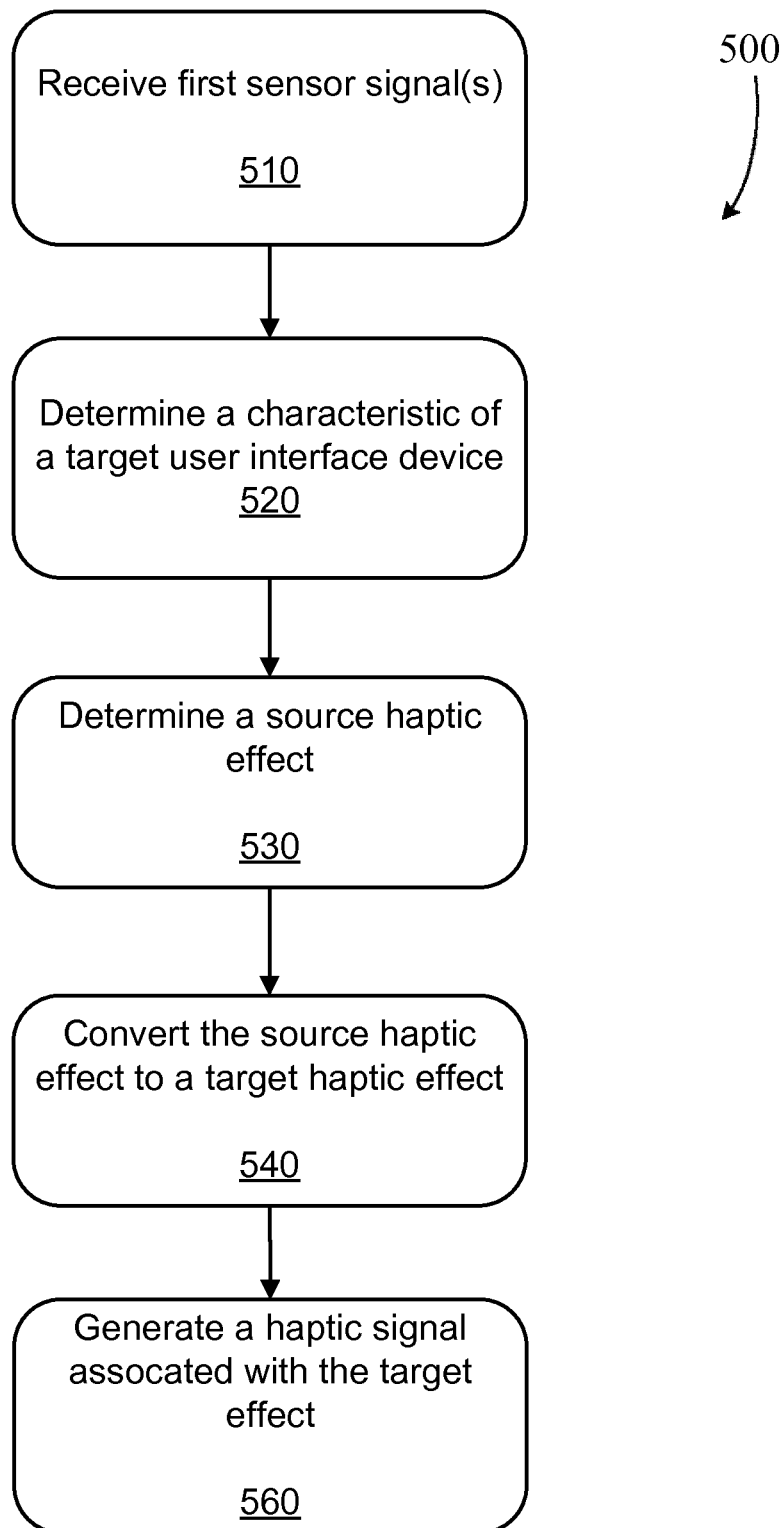 500
Receive first sensor signal(s)
510
Determine a characteristic of
a target user interface device
520
Determine a source haptic
effect
530
Convert the source haptic
effect to a target haptic effect
540
Generate a haptic signal
assocated with the target
effect
560